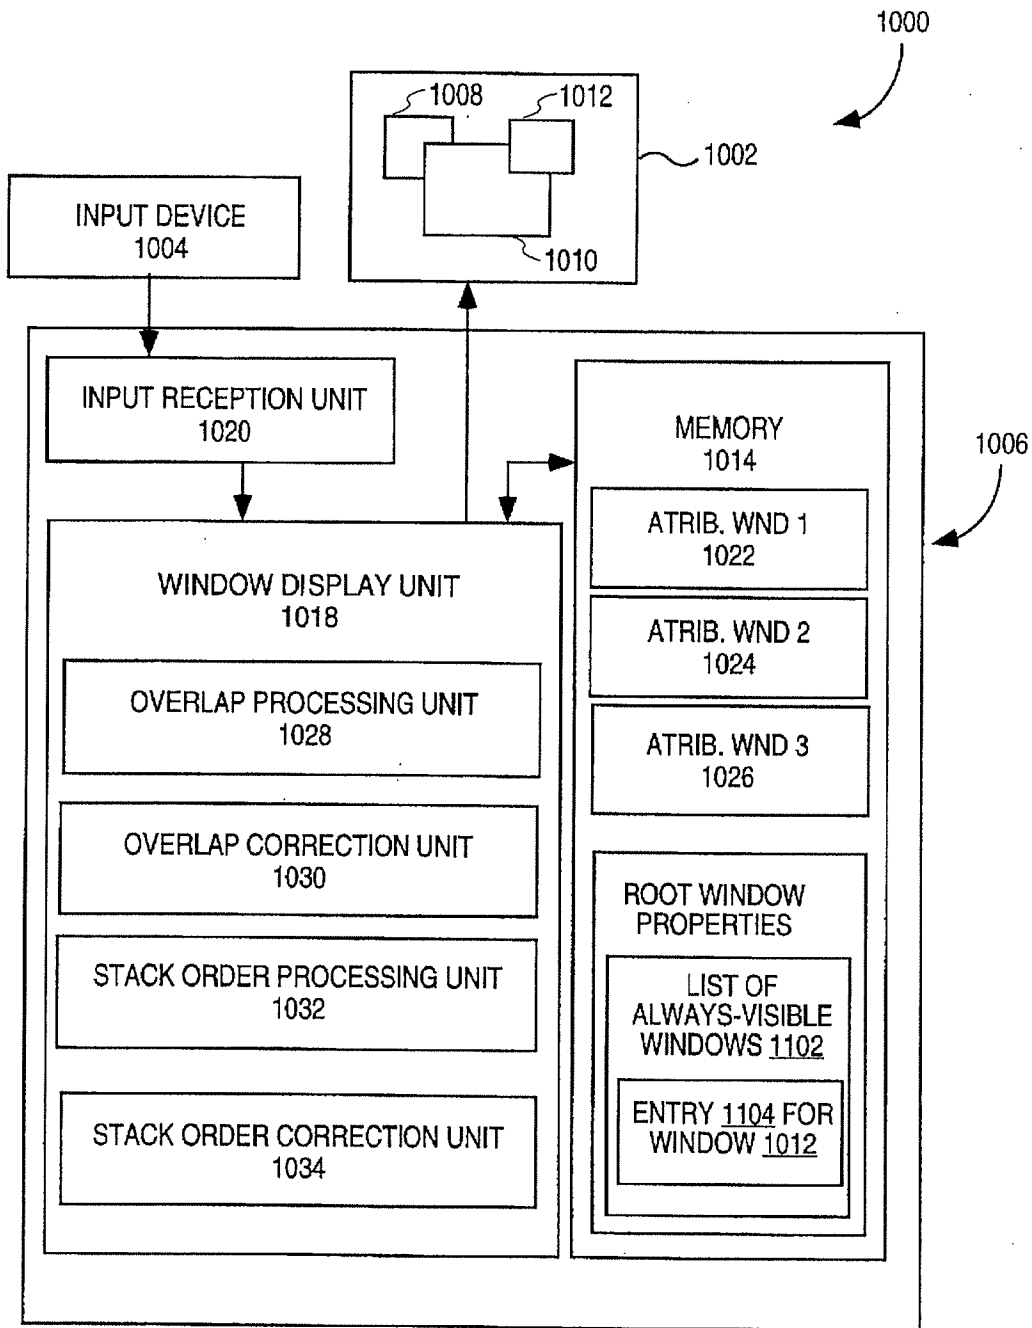 1000
1008
1012
1002
1010
INPUT DEVICE
1004
INPUT RECEPTION UNIT
1020
MEMORY
1014
1006
ATRIB. WND 1
1022
WINDOW DISPLAY UNIT
1018
ATRIB. WND 2
1024
OVERLAP PROCESSING UNIT
1028
ATRIB. WND 3
1026
OVERLAP CORRECTION UNIT
1030
ROOT WINDOW
PROPERTIES
STACK ORDER PROCESSING UNIT
1032
LIST OF
ALWAYS-VISIBLE
WINDOWS 1102
STACK ORDER CORRECTION UNIT
1034
ENTRY 1104 FOR
WINDOW 1012